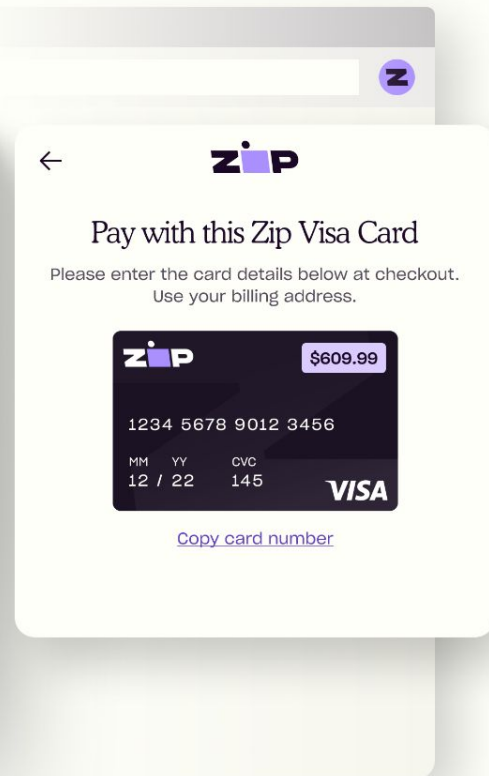 Z
ZIP
Pay with this Zip Visa Card
Please enter the card details below at checkout.
Use your billing address.
ZIP
$609.99
1234 5678 9012 3456
MM YY CVC
12 / 22 145
VISA
Copy card number